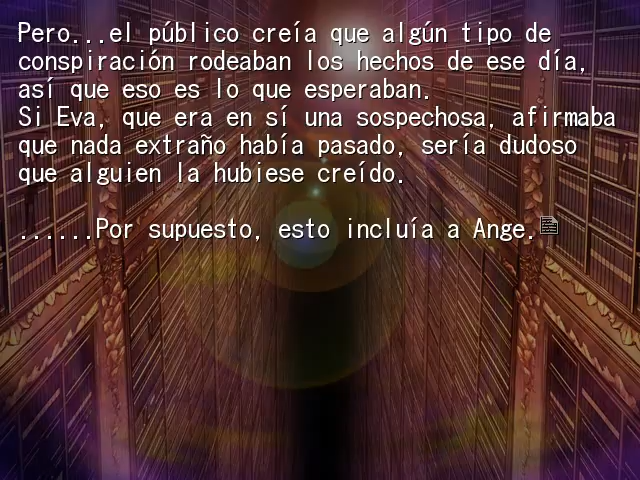 Pero...el público creía que algún tipo de
conspiración rodeaban los hechos de ese día,
así que eso es lo que esperaban.
Si Eva, que era en sí una sospechosa, afirmaba
que nada extraño había pasado, sería dudoso
que alguien la hubiese creído.
......Por supuesto, esto incluía a Ange.